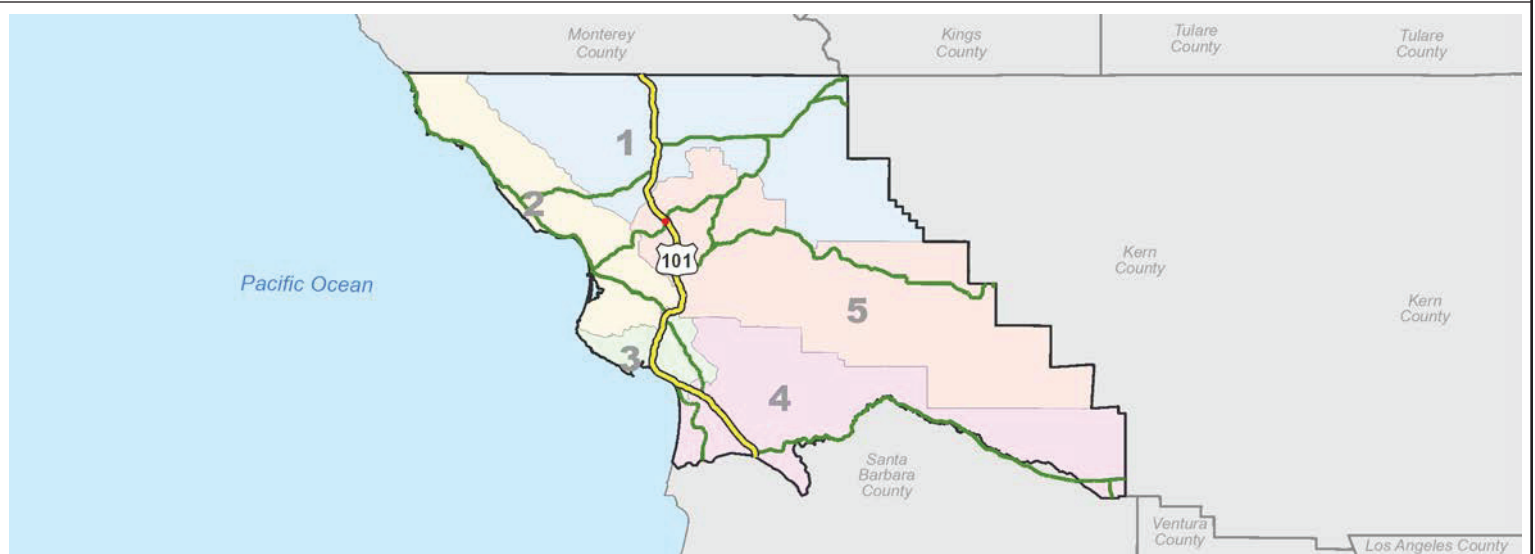 Monterey
County
Kings
County
Tulare
County
Tulare
County
1
2
101
Pacific Ocean
Kern
County
5
Kern
County
3
4
Santa
Barbara
County
Ventura
County
Los Angeles County